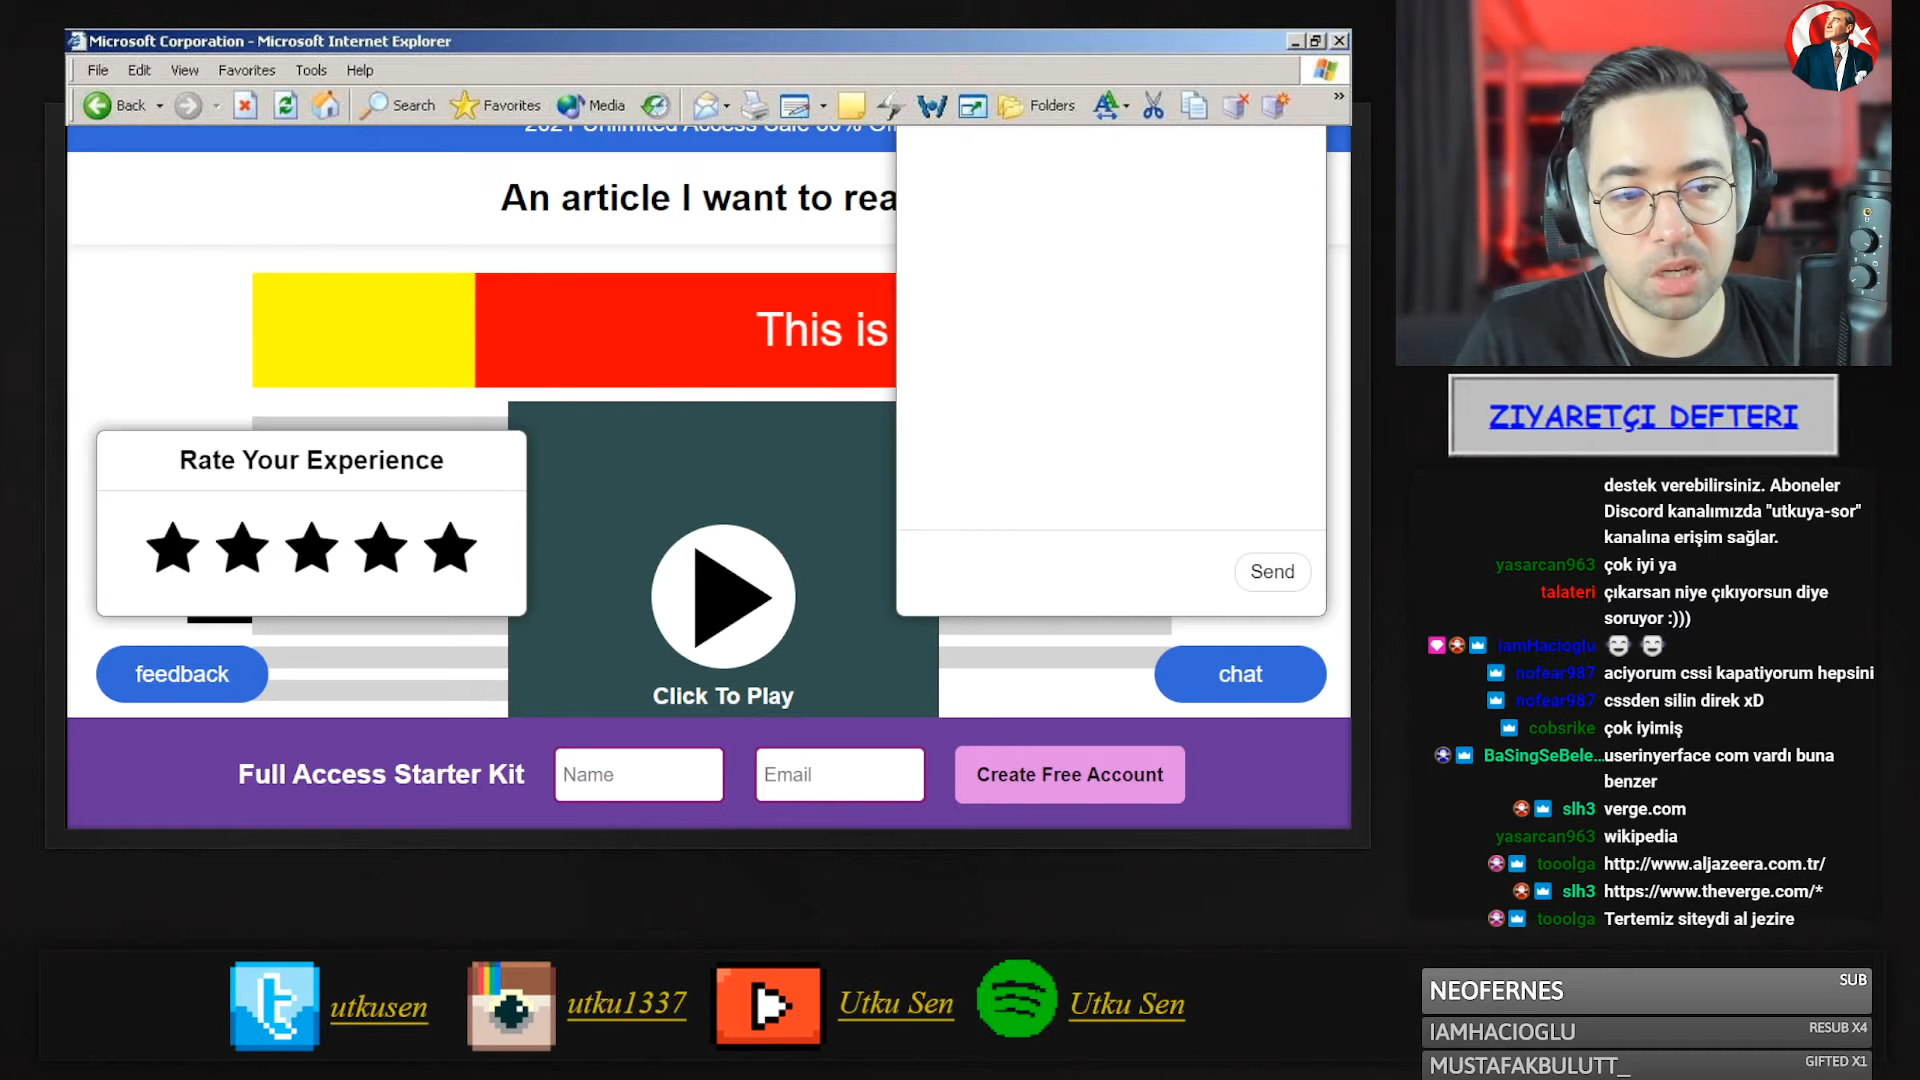 Microsoft Corporation - Microsoft Internet Explorer
File Edit View Favorites Tools Help
Back Search Favorites Media Folders
2021 Unlimited Access Sale
An article I want to rea
This is
Rate Your Experience
Send
feedback
chat
Click To Play
Full Access Starter Kit Name Email Create Free Account
ZIYARETÇI DEFTERI
destek verebilirsiniz. Aboneler
Discord kanalımızda "utkuya-sor"
kanalına erişim sağlar.
yasarcan963 çok iyi ya
talateri çıkarsan niye çıkıyorsun diye
soruyor :)))
iamHacioglu
nofear987 aciyorum cssi kapatiyorum hepsini
nofear987 cssden silin direk xD
cobsrike çok iyimiş
BaSingSeBele... userinyerface com vardı buna
benzer
slh3 verge.com
yasarcan963 wikipedia
tooolga http://www.aljazeera.com.tr/
slh3 https://www.theverge.com/*
tooolga Tertemiz siteydi al jezire
utkusen
utku1337
Utku Sen
Utku Sen
NEOFERNES SUB
IAMHACIOGLU RESUB X4
MUSTAFAKBULUTT_ GIFTED X1